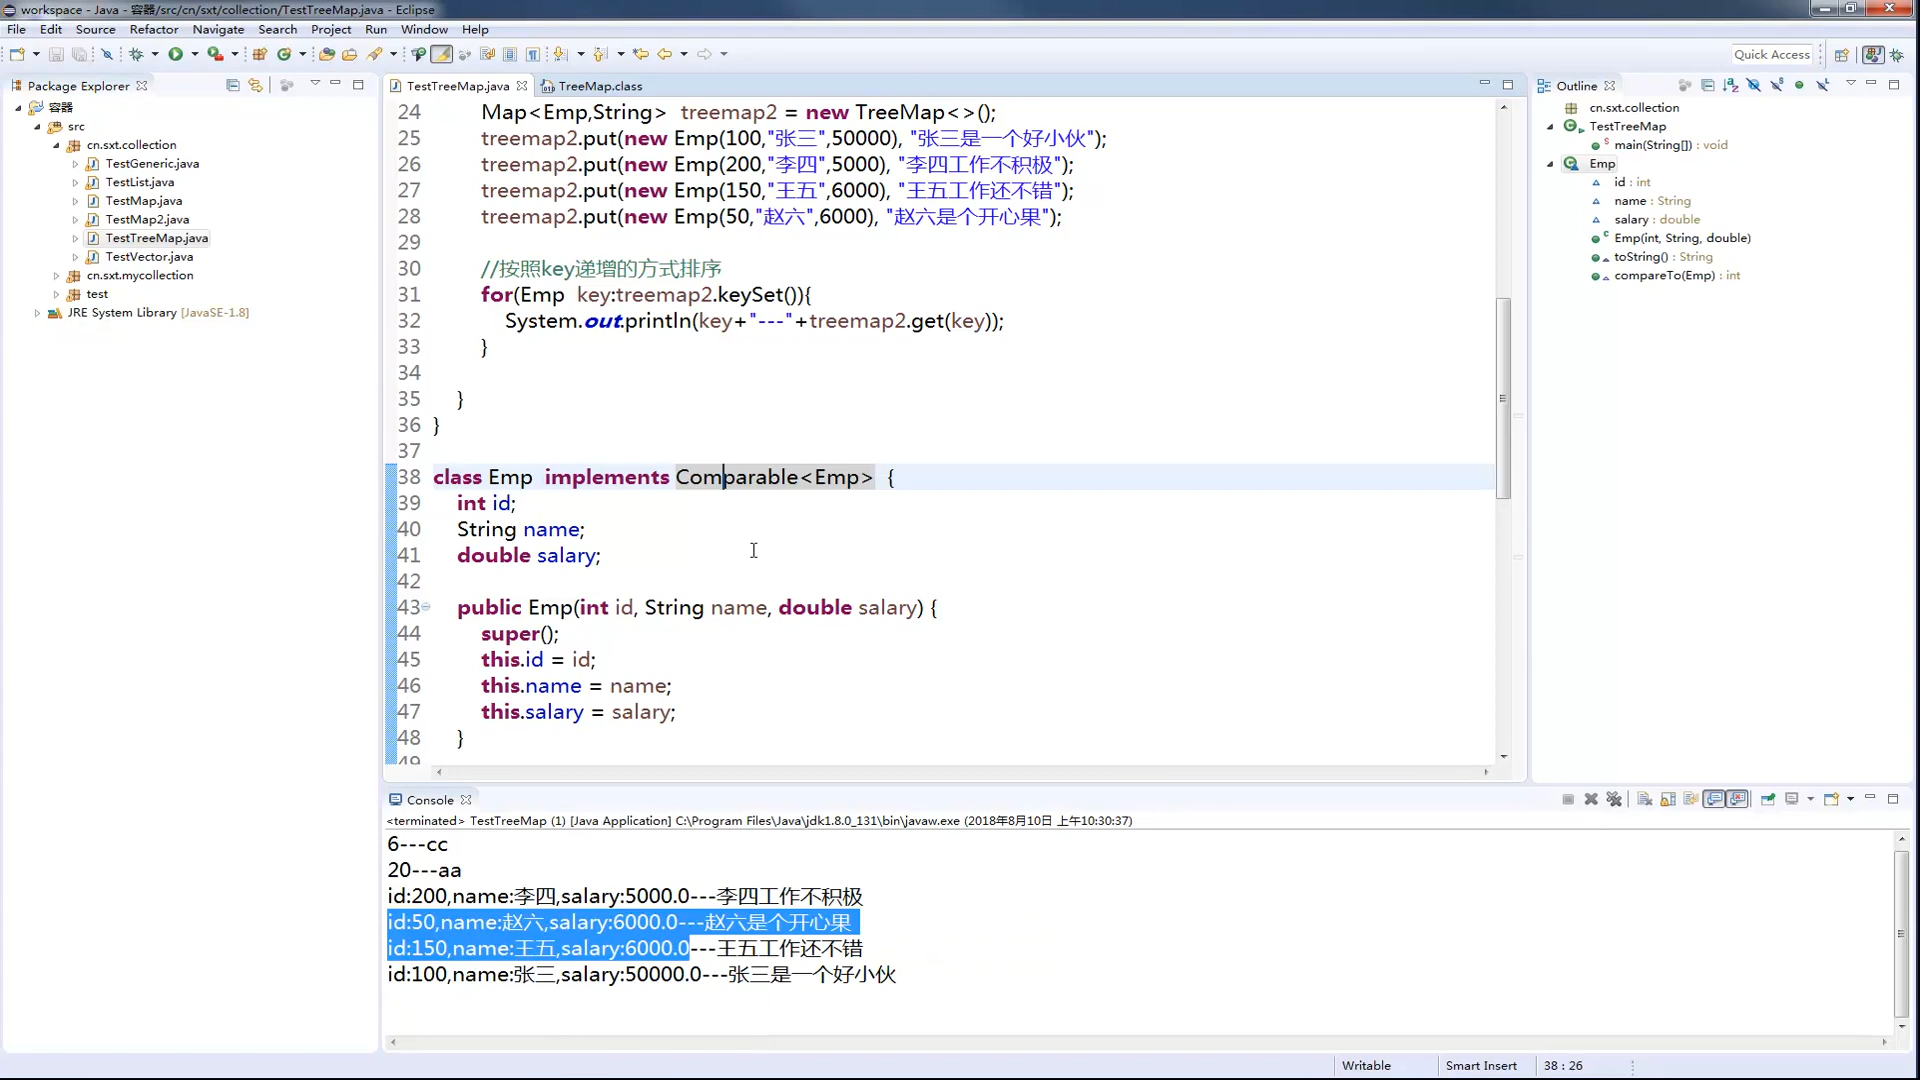 workspace - Java - 容器/src/cn/sxt/collection/TestTreeMap.java - Eclipse
File Edit Source Refactor Navigate Search Project Run Window Help
Quick Access
Package Explorer
容器
src
cn.sxt.collection
TestGeneric.java
TestList.java
TestMap.java
TestMap2.java
TestTreeMap.java
TestVector.java
cn.sxt.mycollection
test
JRE System Library [JavaSE-1.8]
TestTreeMap.java TreeMap.class
24 Map<Emp,String> treemap2 = new TreeMap<>();
25 treemap2.put(new Emp(100,"张三",50000), "张三是一个好小伙");
26 treemap2.put(new Emp(200,"李四",5000), "李四工作不积极");
27 treemap2.put(new Emp(150,"王五",6000), "王五工作还不错");
28 treemap2.put(new Emp(50,"赵六",6000), "赵六是个开心果");
29
30 //按照key递增的方式排序
31 for(Emp key:treemap2.keySet()){
32 System.out.println(key+"---"+treemap2.get(key));
33 }
34
35 }
36 }
37
38 class Emp implements Comparable<Emp> {
39 int id;
40 String name;
41 double salary;
42
43 public Emp(int id, String name, double salary) {
44 super();
45 this.id = id;
46 this.name = name;
47 this.salary = salary;
48 }
49
Outline
cn.sxt.collection
TestTreeMap
main(String[]) : void
Emp
id : int
name : String
salary : double
Emp(int, String, double)
toString() : String
compareTo(Emp) : int
Console
<terminated> TestTreeMap (1) [Java Application] C:\Program Files\Java\jdk1.8.0_131\bin\javaw.exe (2018年8月10日 上午10:30:37)
6---cc
20---aa
id:200,name:李四,salary:5000.0---李四工作不积极
id:50,name:赵六,salary:6000.0---赵六是个开心果
id:150,name:王五,salary:6000.0---王五工作还不错
id:100,name:张三,salary:50000.0---张三是一个好小伙
Writable Smart Insert 38 : 26